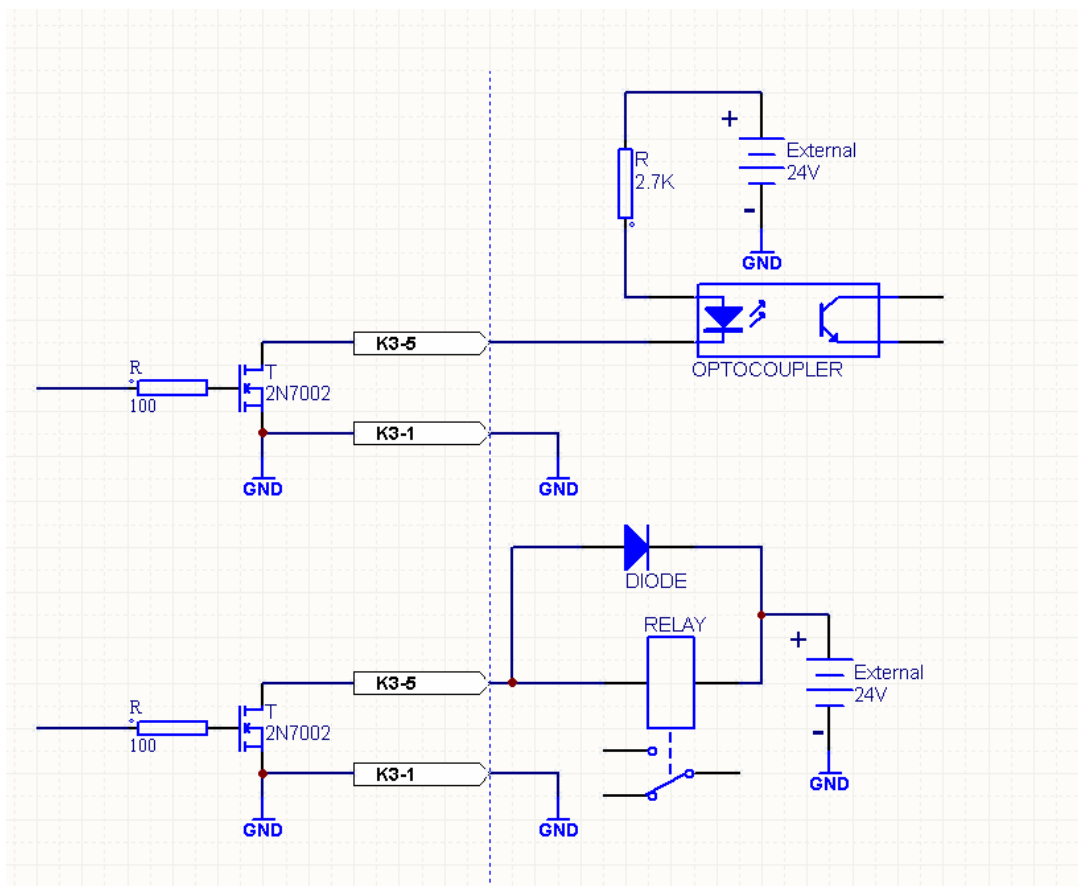 +
External
24V
-
GND
R
2.7K
OPTOCOUPLER
K3-5
R
100
T
2N7002
K3-1
GND
GND
DIODE
RELAY
+
External
24V
-
GND
K3-5
R
100
T
2N7002
K3-1
GND
GND